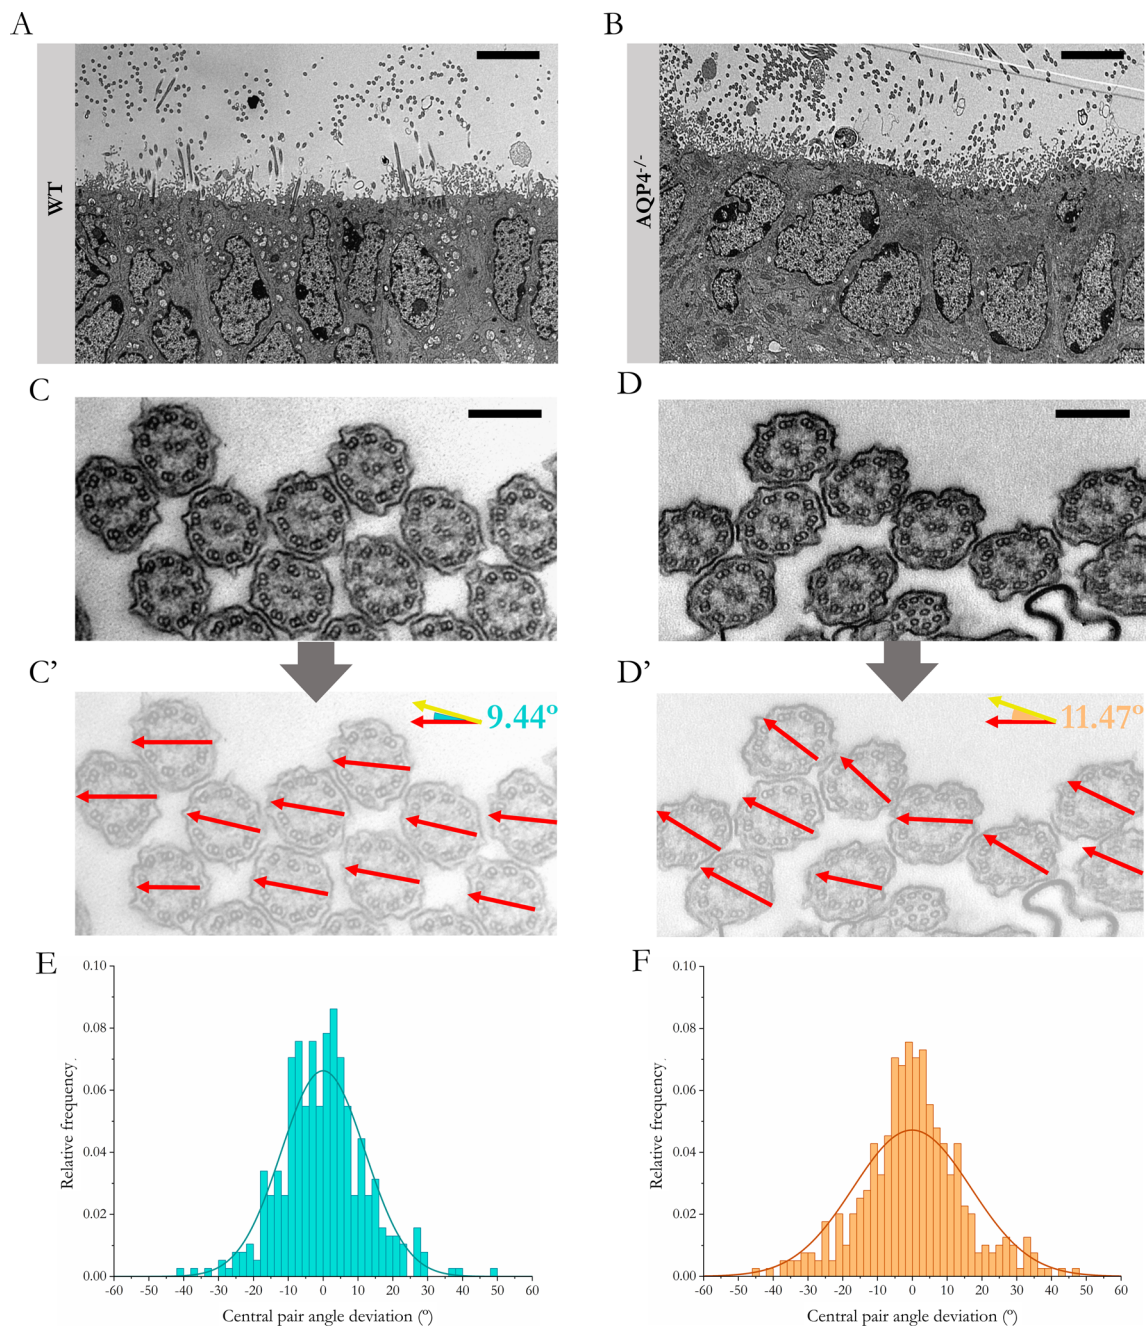 A
B
WT
AQP4-/-
C
D
C’
9.44º
D’
11.47º
E
0.10
0.08
0.06
0.04
0.02
0.00
Relative frequency
-60 -50 -40 -30 -20 -10 0 10 20 30 40 50 60
Central pair angle deviation (º)
F
0.10
0.08
0.06
0.04
0.02
0.00
Relative frequency
-60 -50 -40 -30 -20 -10 0 10 20 30 40 50 60
Central pair angle deviation (º)